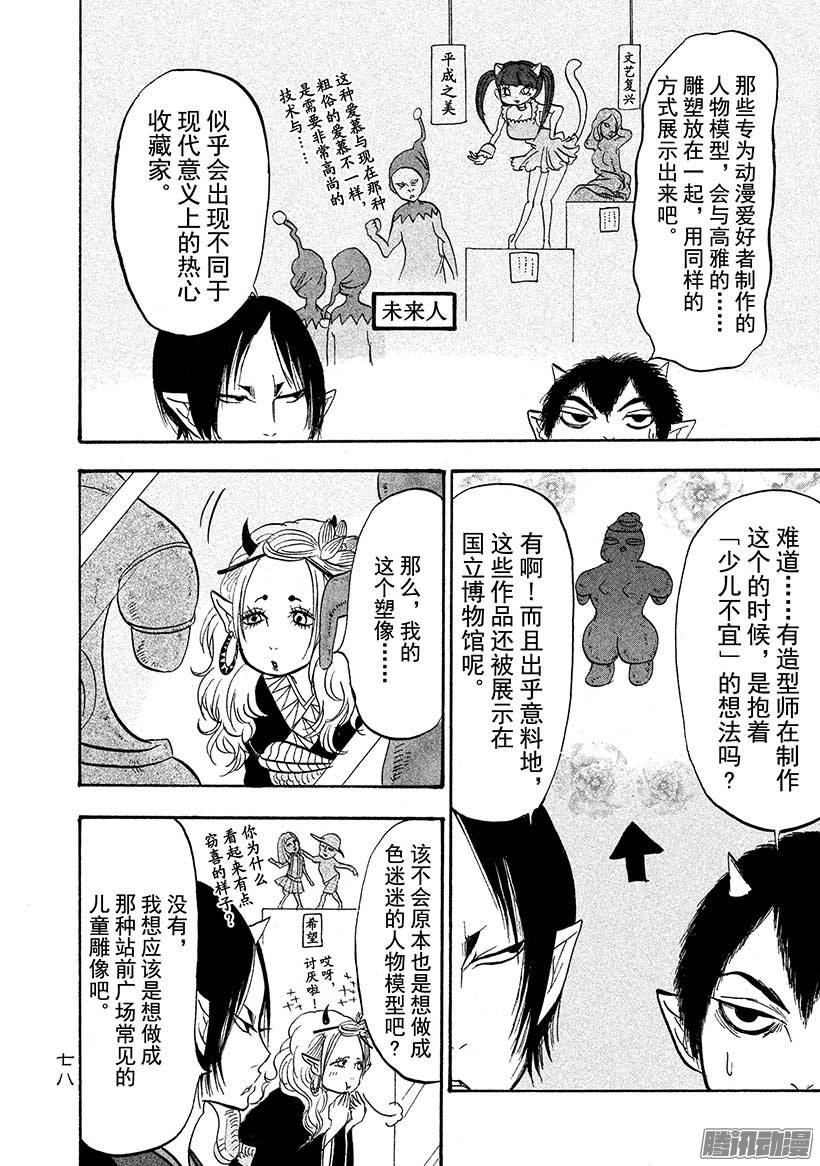 那些专为动漫爱好者制作的
人物模型，会与高雅的……
雕塑放在一起，用同样的
方式展示出来吧。
文艺复兴
平成之美
这种爱慕与现在那种
粗俗的爱慕不一样，
是需要非常高尚的
技术与……
未来人
似乎会出现不同于
现代意义上的热心
收藏家。
难道……有造型师在制作
这个的时候，是抱着
「少儿不宜」的想法吗？
有啊！而且出乎意料地，
这些作品还被展示在
国立博物馆呢。
那么，我的
这个塑像……
该不会原本也是想做成
色迷迷的人物模型吧？
希望
哎呀，
讨厌啦！
你为什么
看起来有点
窃喜的样子？
没有，
我想应该是想做成
那种站前广场常见的
儿童雕像吧。
七八
腾讯动漫